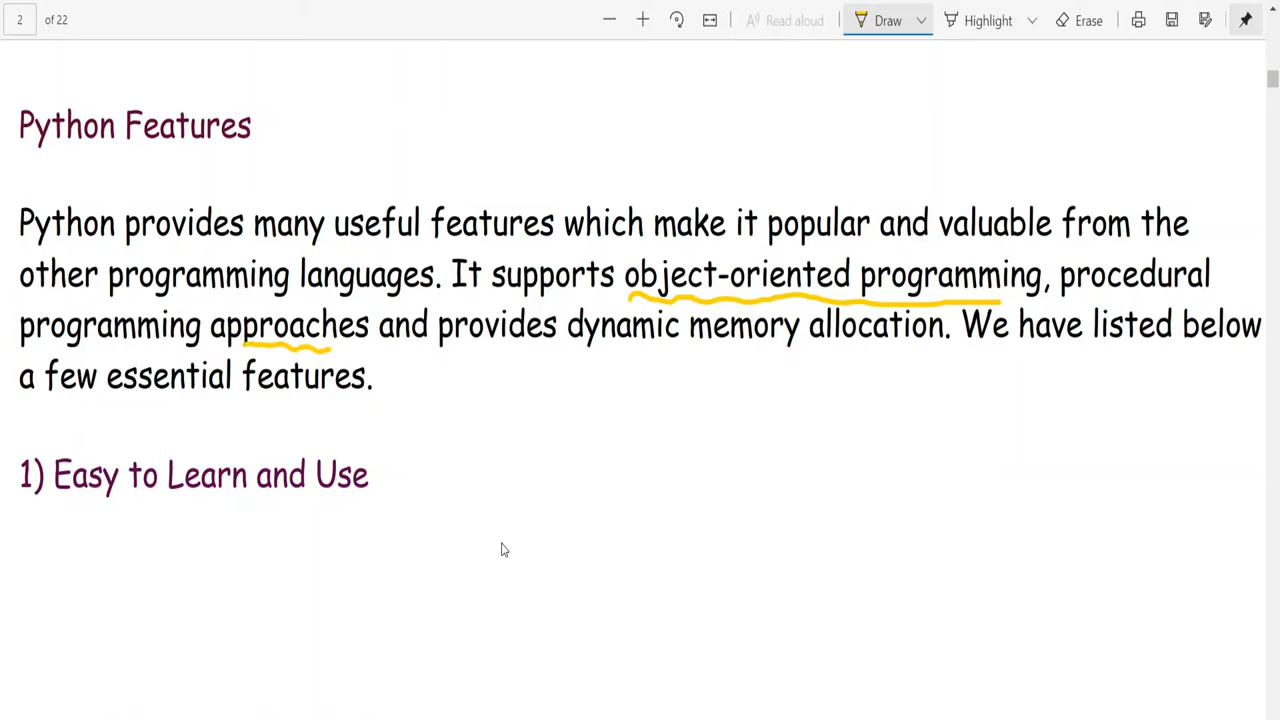 2 of 22 Read aloud Draw Highlight Erase
Python Features
Python provides many useful features which make it popular and valuable from the
other programming languages. It supports object-oriented programming, procedural
programming approaches and provides dynamic memory allocation. We have listed below
a few essential features.
1) Easy to Learn and Use